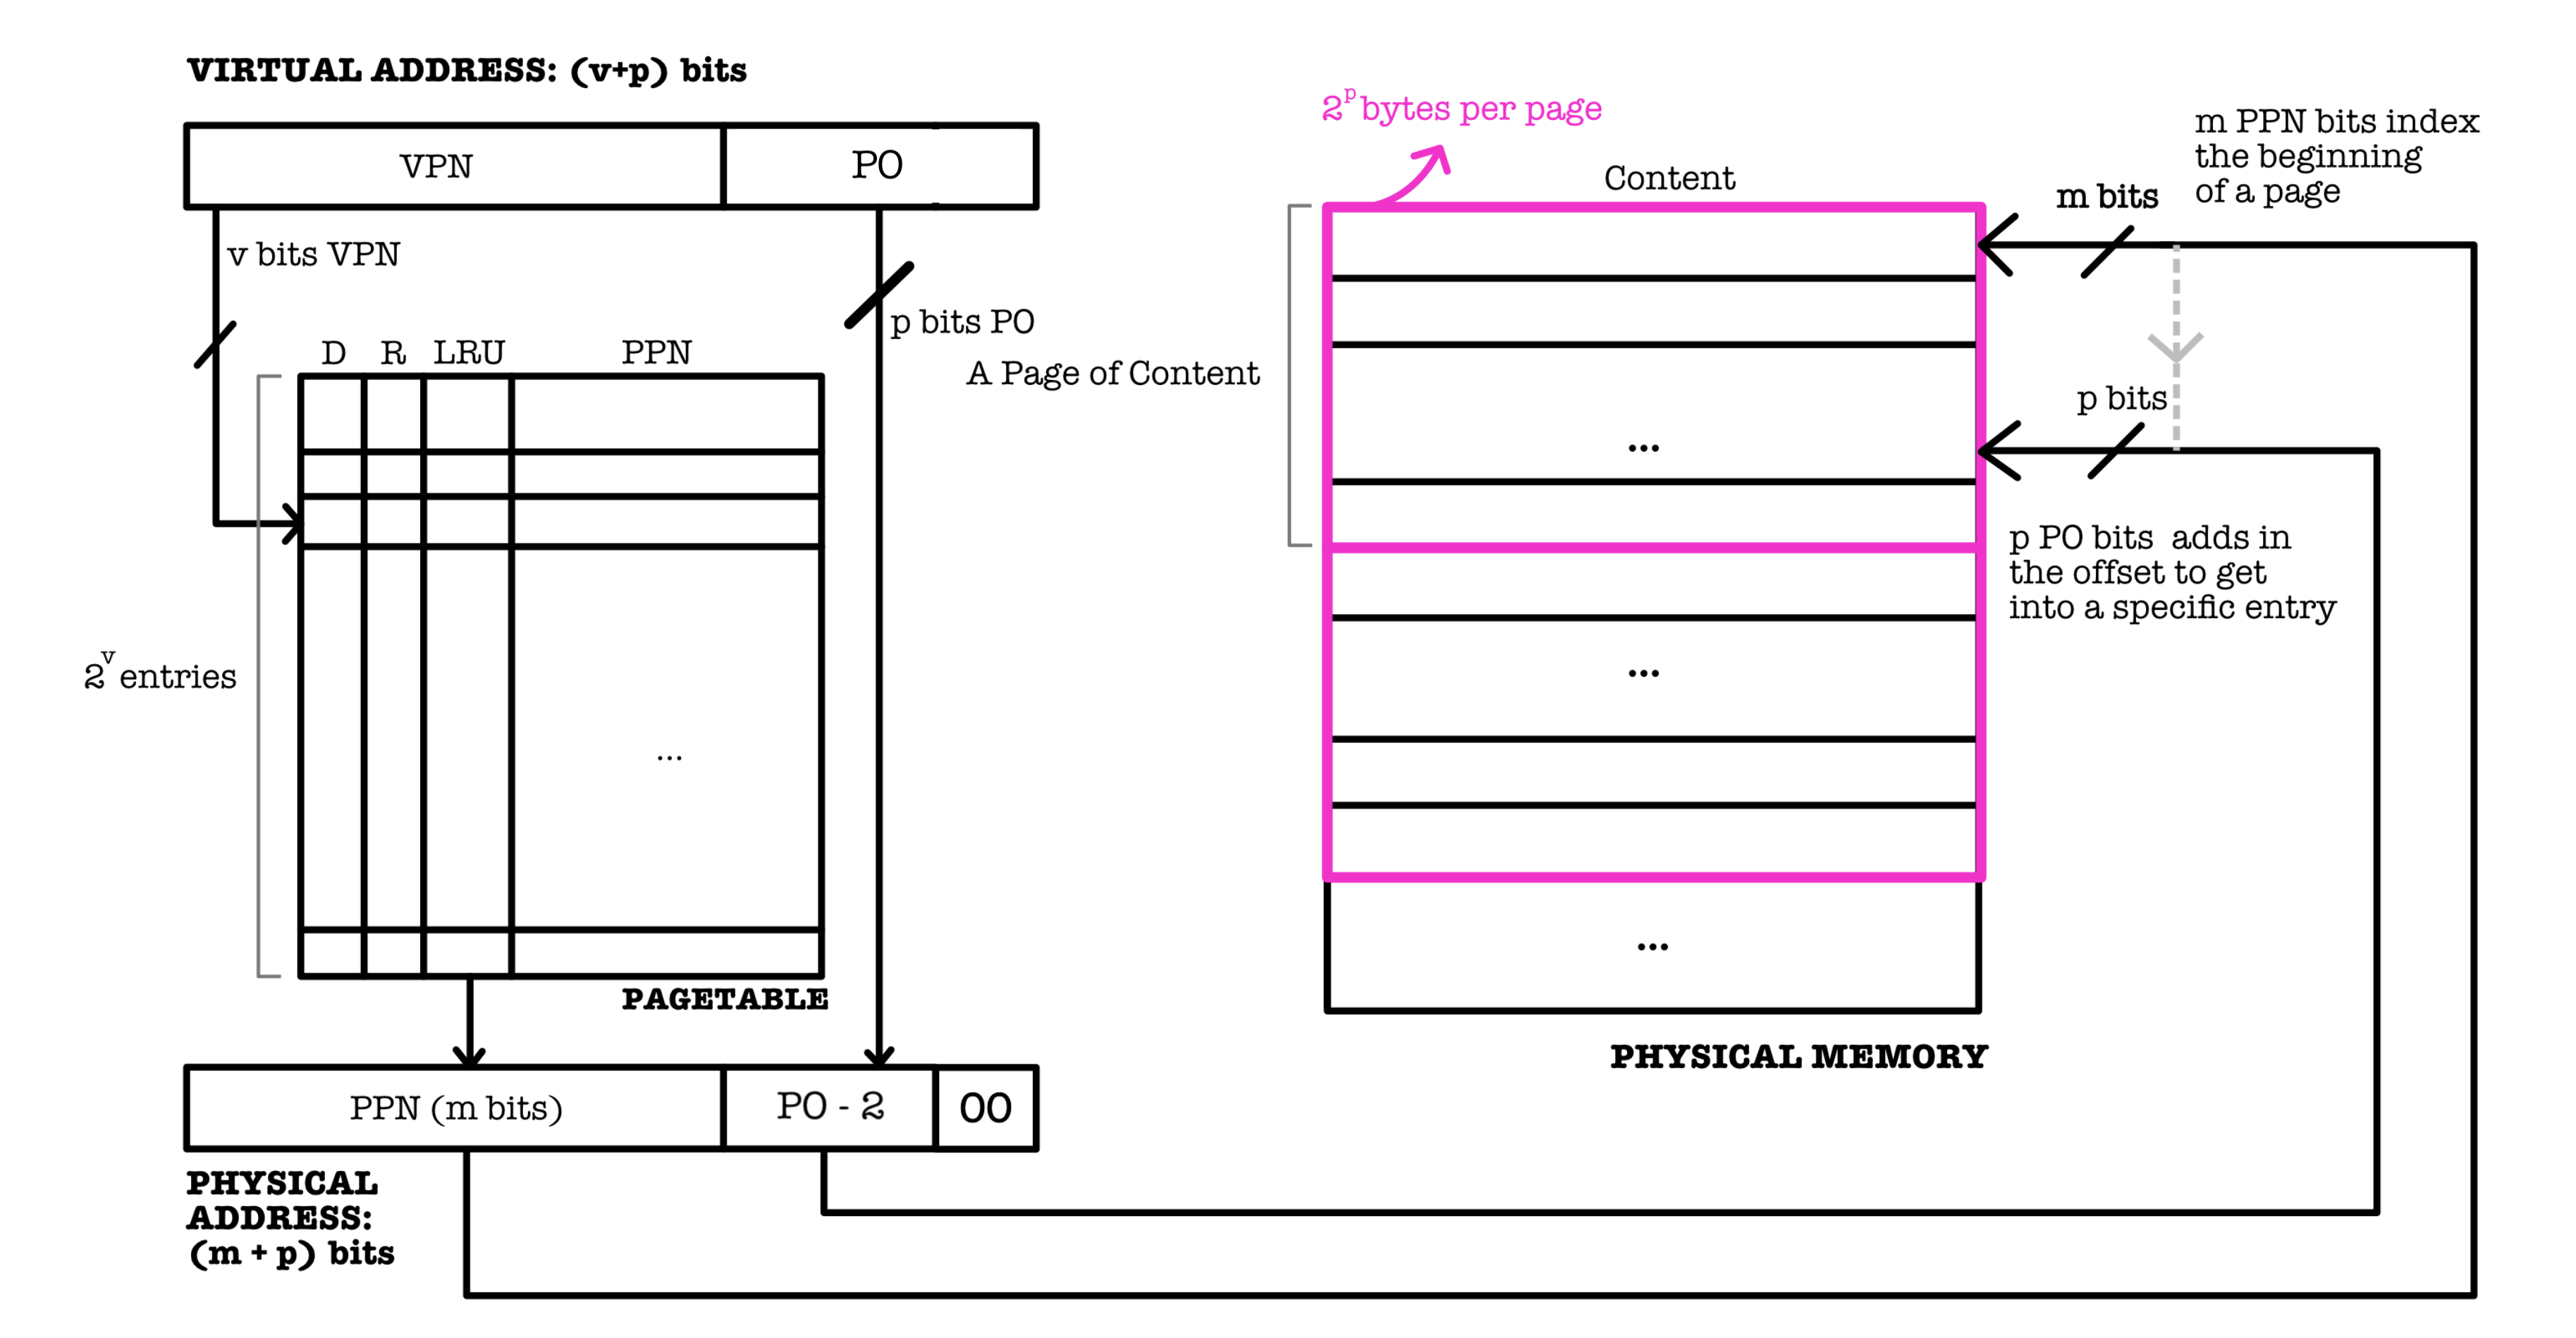 VIRTUAL ADDRESS: (v+p) bits
VPN
PO
v bits VPN
p bits PO
D R LRU PPN
2^v entries
...
PAGETABLE
PPN (m bits)
PO - 2
00
PHYSICAL
ADDRESS:
(m + p) bits
2^p bytes per page
Content
A Page of Content
...
...
...
PHYSICAL MEMORY
m bits
m PPN bits index
the beginning
of a page
p bits
p PO bits adds in
the offset to get
into a specific entry